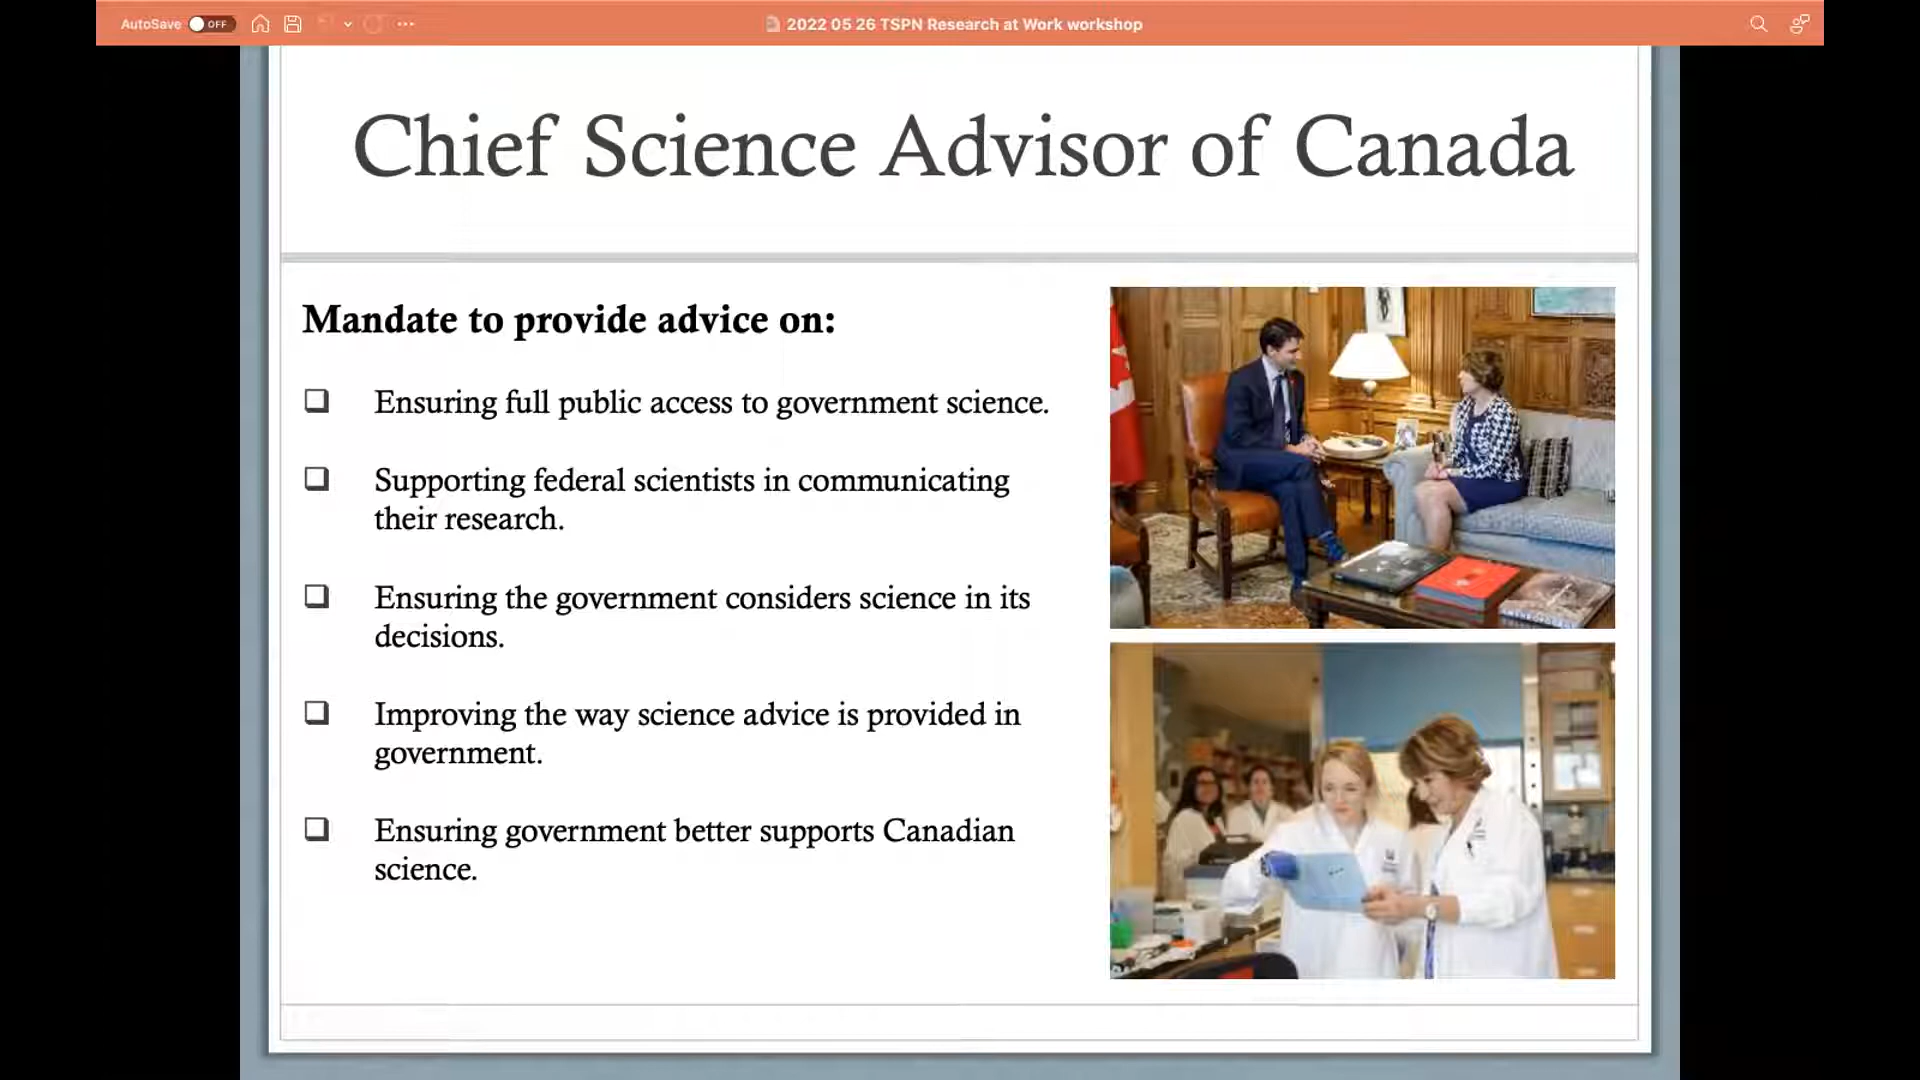 AutoSave OFF
2022 05 26 TSPN Research at Work workshop
Chief Science Advisor of Canada
Mandate to provide advice on:
Ensuring full public access to government science.
Supporting federal scientists in communicating
their research.
Ensuring the government considers science in its
decisions.
Improving the way science advice is provided in
government.
Ensuring government better supports Canadian
science.